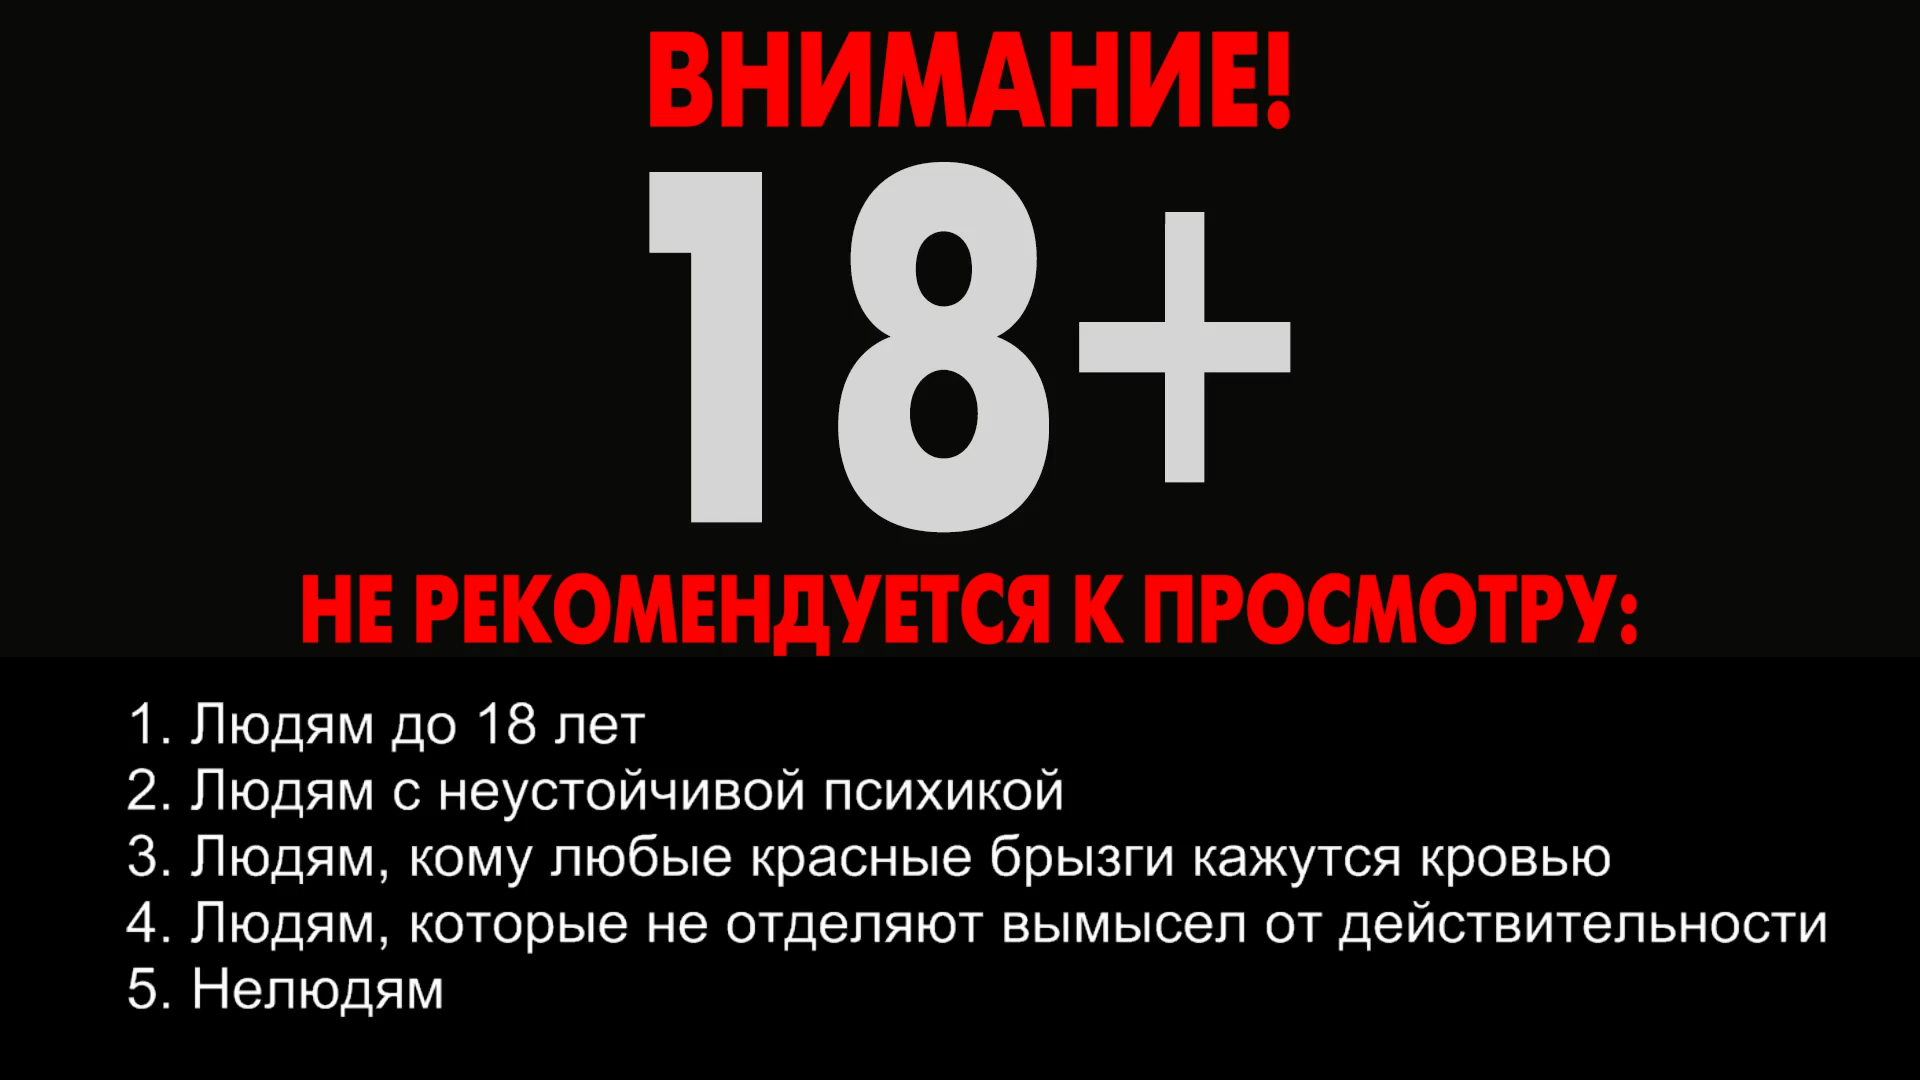 ВНИМАНИЕ!
18+
НЕ РЕКОМЕНДУЕТСЯ К ПРОСМОТРУ:
1. Людям до 18 лет
2. Людям с неустойчивой психикой
3. Людям, кому любые красные брызги кажутся кровью
4. Людям, которые не отделяют вымысел от действительности
5. Нелюдям